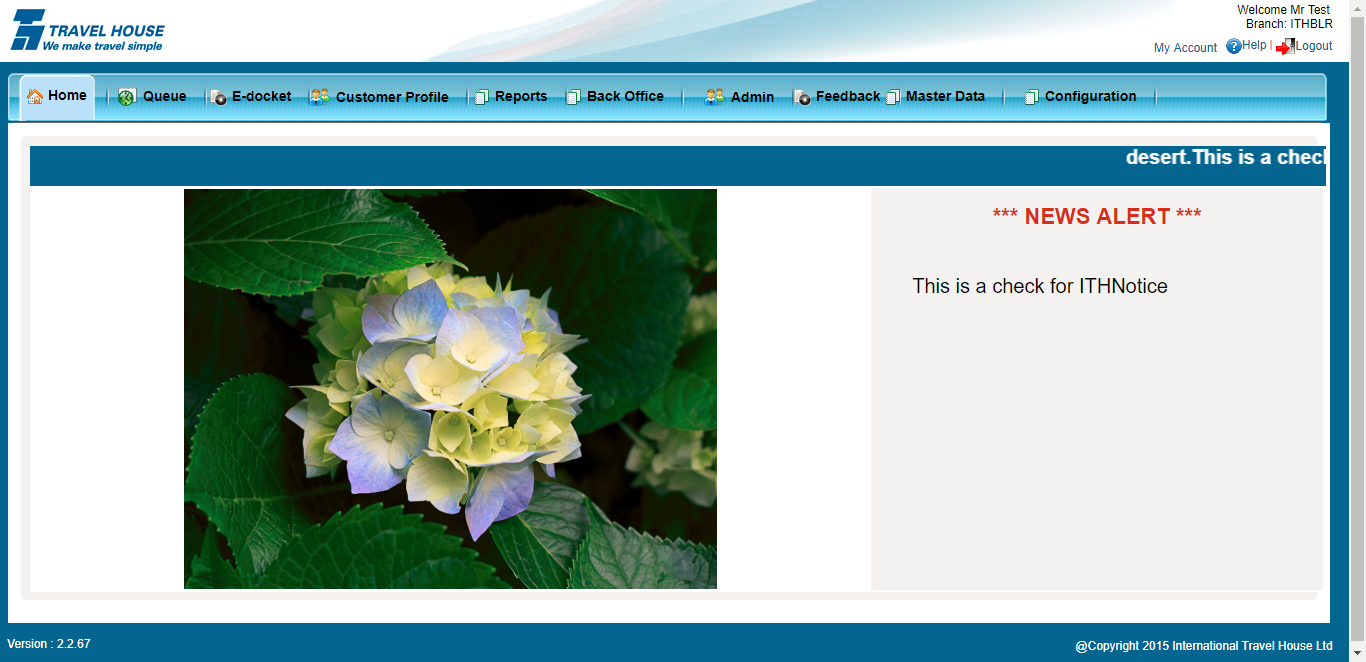 TRAVEL HOUSE
We make travel simple
Welcome Mr Test
Branch: ITHBLR
My Account Help | Logout
Home Queue E-docket Customer Profile Reports Back Office Admin Feedback Master Data Configuration
desert.This is a check
*** NEWS ALERT ***
This is a check for ITHNotice
Version : 2.2.67
@Copyright 2015 International Travel House Ltd